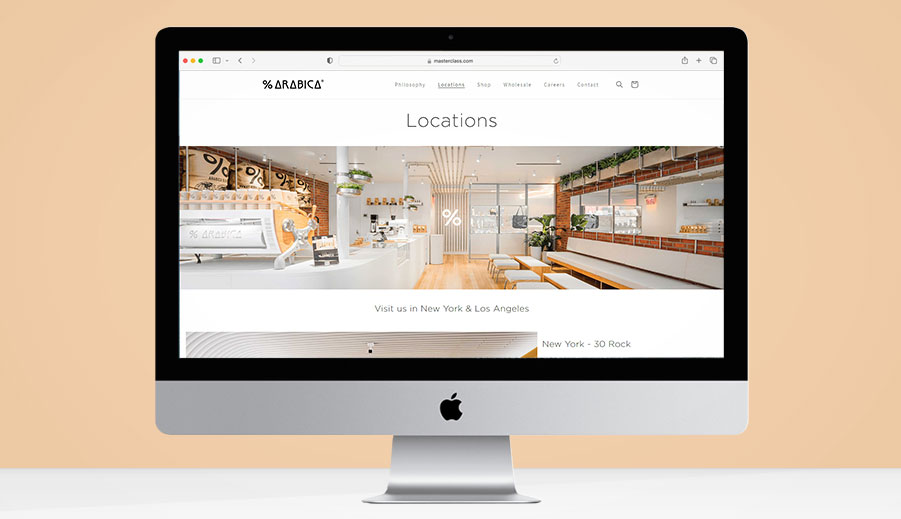 masterclass.com
% ARABICA
Philosophy Locations Shop Wholesale Careers Contact
Locations
%
% ARABICA
Visit us in New York & Los Angeles
New York - 30 Rock